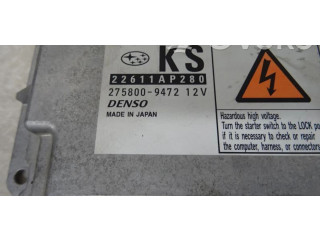 KS
22611AP280
275800-9472 12V
DENSO
MADE IN JAPAN
Hazardous high voltage.
Turn the starter switch to the LOCK po
if it is necessary to check or repair
the computer, harness, or connectors